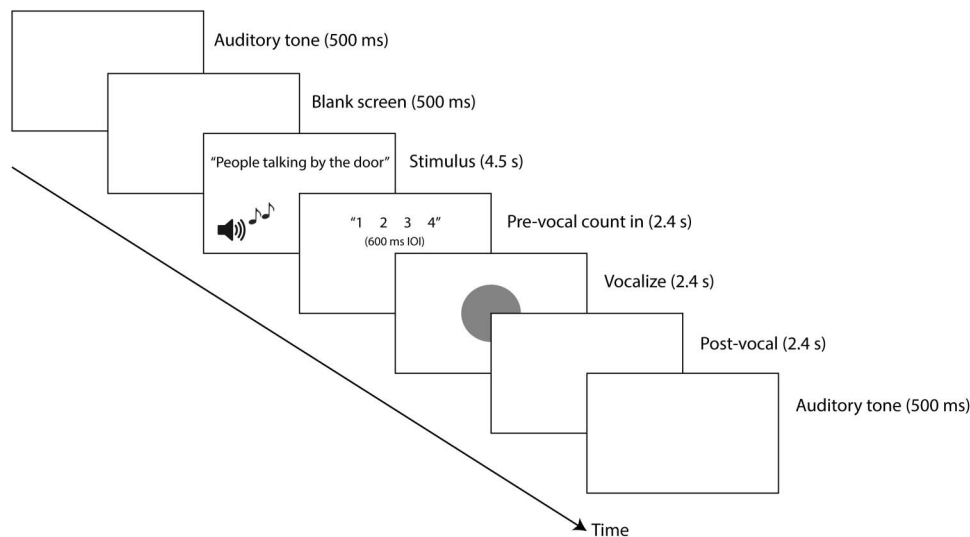 Auditory tone (500 ms)
Blank screen (500 ms)
"People talking by the door"
Stimulus (4.5 s)
"1 2 3 4"
(600 ms IOI)
Pre-vocal count in (2.4 s)
Vocalize (2.4 s)
Post-vocal (2.4 s)
Auditory tone (500 ms)
Time